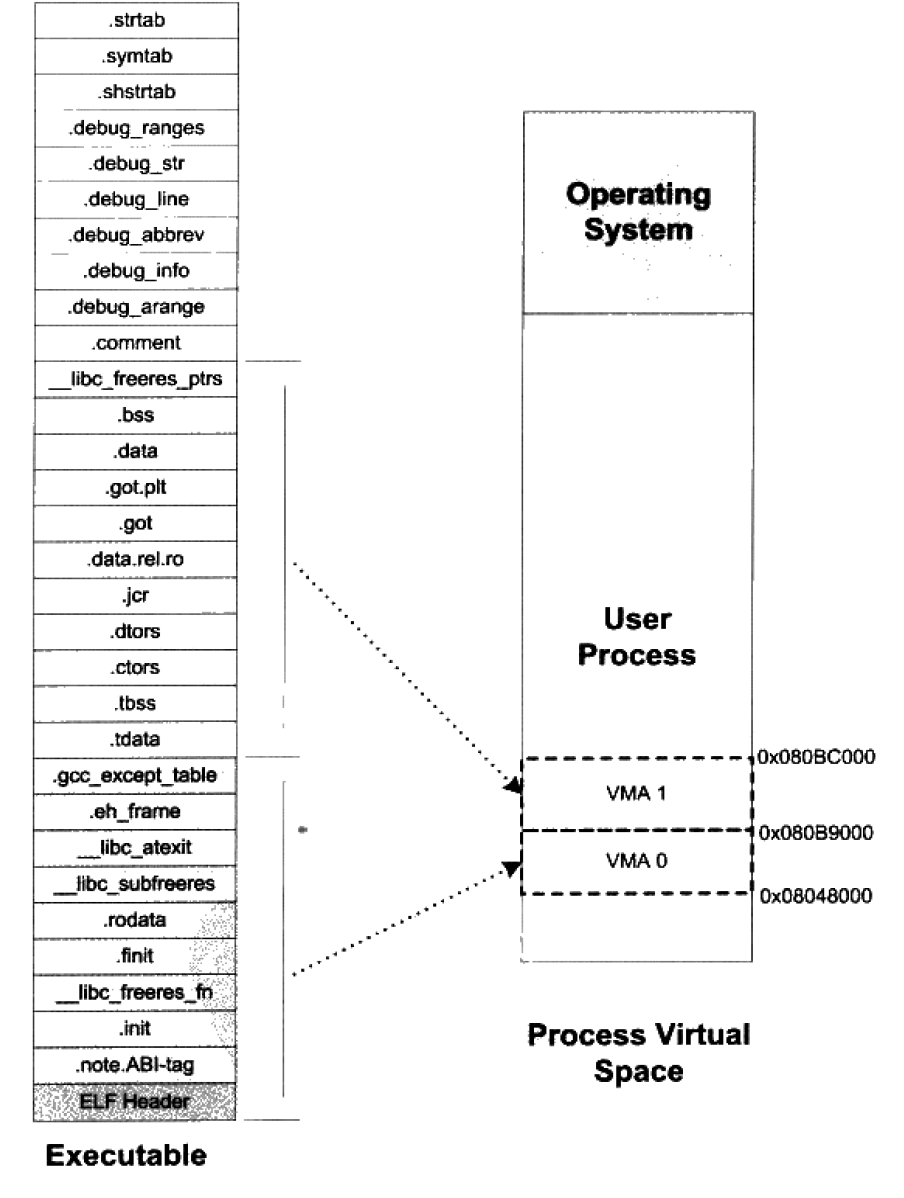 .strtab
.symtab
.shstrtab
.debug_ranges
.debug_str
.debug_line
.debug_abbrev
.debug_info
.debug_arange
.comment
__libc_freeres_ptrs
.bss
.data
.got.plt
.got
.data.rel.ro
.jcr
.dtors
.ctors
.tbss
.tdata
.gcc_except_table
.eh_frame
__libc_atexit
__libc_subfreeres
.rodata
.finit
__libc_freeres_fn
.init
.note.ABI-tag
ELF Header
Executable
Operating
System
User
Process
0x080BC000
VMA 1
0x080B9000
VMA 0
0x08048000
Process Virtual
Space